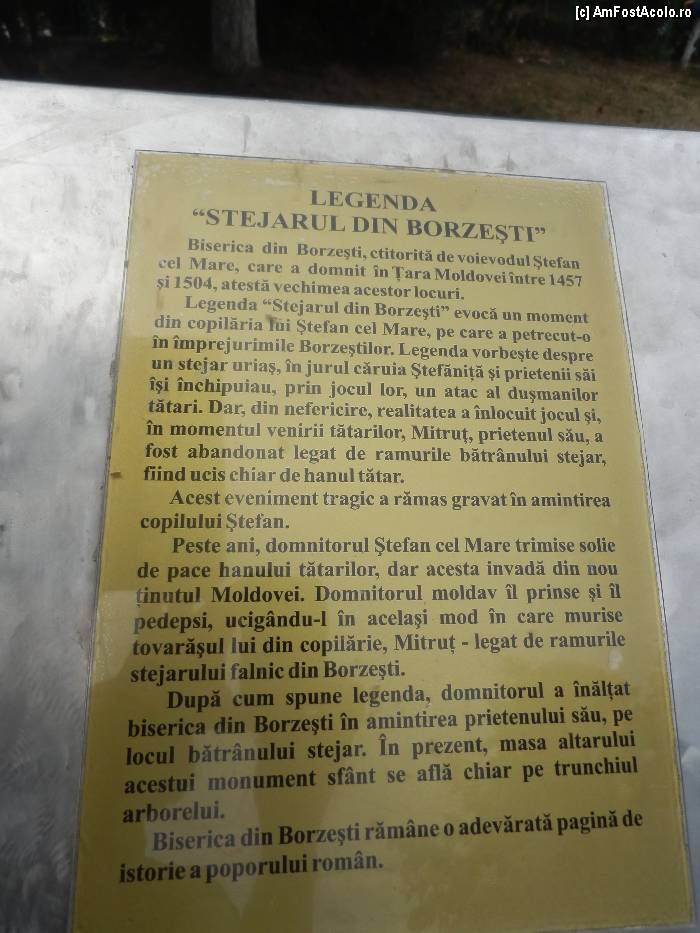 [c] AmFostAcolo.ro
LEGENDA
“STEJARUL DIN BORZEŞTI”
Biserica din Borzeşti, ctitorită de voievodul Ştefan
cel Mare, care a domnit în Ţara Moldovei între 1457
şi 1504, atestă vechimea acestor locuri.
Legenda “Stejarul din Borzeşti” evocă un moment
din copilăria lui Ştefan cel Mare, pe care a petrecut-o
în împrejurimile Borzeştilor. Legenda vorbeşte despre
un stejar uriaş, în jurul căruia Ştefăniţă şi prietenii săi
îşi închipuiau, prin jocul lor, un atac al duşmanilor
tătari. Dar, din nefericire, realitatea a înlocuit jocul şi,
în momentul venirii tătarilor, Mitruţ, prietenul său, a
fost abandonat legat de ramurile bătrânului stejar,
fiind ucis chiar de hanul tătar.
Acest eveniment tragic a rămas gravat în amintirea
copilului Ştefan.
Peste ani, domnitorul Ştefan cel Mare trimise solie
de pace hanului tătarilor, dar acesta invadă din nou
ţinutul Moldovei. Domnitorul moldav îl prinse şi îl
pedepsi, ucigându-l în acelaşi mod în care murise
tovarăşul lui din copilărie, Mitruţ - legat de ramurile
stejarului falnic din Borzeşti.
După cum spune legenda, domnitorul a înălţat
biserica din Borzeşti în amintirea prietenului său, pe
locul bătrânului stejar. În prezent, masa altarului
acestui monument sfânt se află chiar pe trunchiul
arborelui.
Biserica din Borzeşti rămâne o adevărată pagină de
istorie a poporului român.